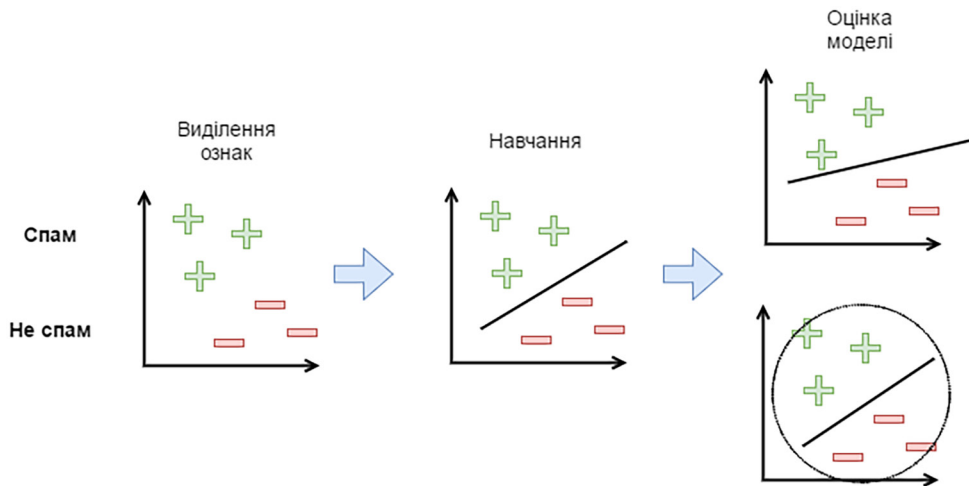 Виділення
ознак
Навчання
Оцінка
моделі
Спам
Не спам